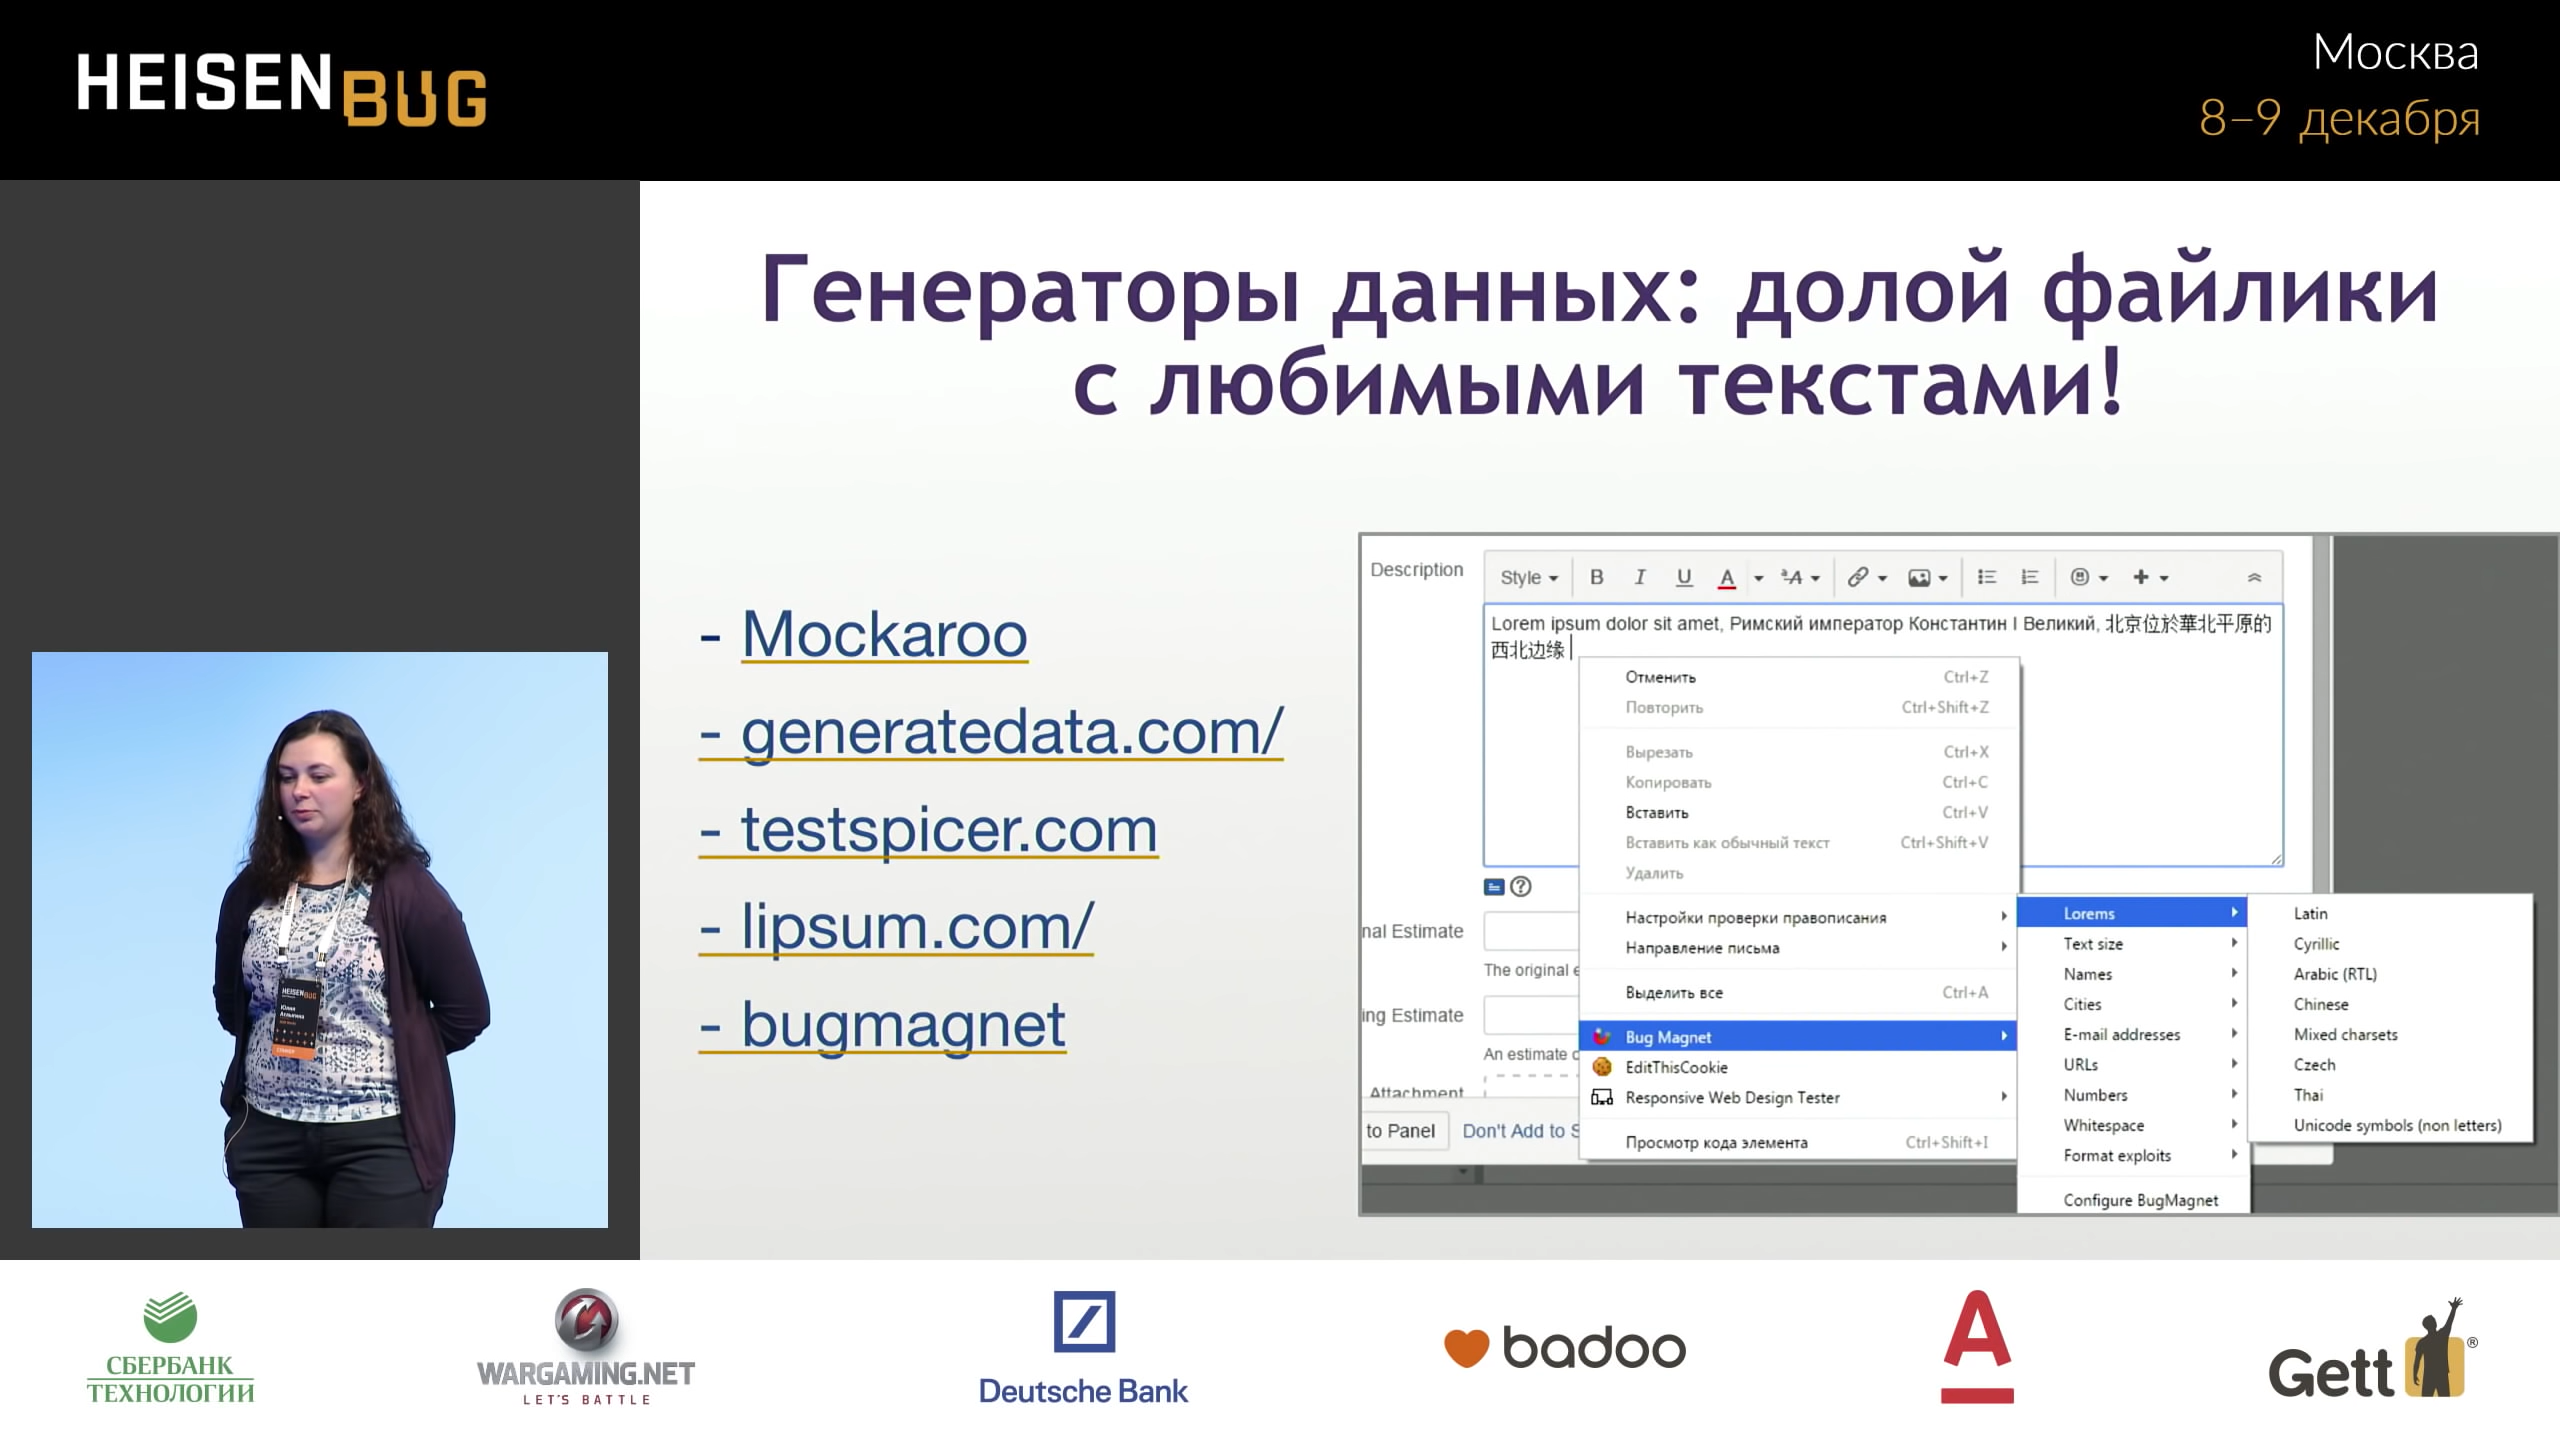 HEISENBUG
Москва
8–9 декабря
Генераторы данных: долой файлики
с любимыми текстами!
- Mockaroo
- generatedata.com/
- testspicer.com
- lipsum.com/
- bugmagnet
Description
Style
B I U A
Lorem ipsum dolor sit amet, Римский император Константин I Великий, 北京位於華北平原的
西北边缘
Отменить Ctrl+Z
Повторить Ctrl+Shift+Z
Вырезать Ctrl+X
Копировать Ctrl+C
Вставить Ctrl+V
Вставить как обычный текст Ctrl+Shift+V
Удалить
Настройки проверки правописания
Направление письма
Выделить все Ctrl+A
Bug Magnet
EditThisCookie
Responsive Web Design Tester
Просмотр кода элемента Ctrl+Shift+I
Lorems
Text size
Names
Cities
E-mail addresses
URLs
Numbers
Whitespace
Format exploits
Configure BugMagnet
Latin
Cyrillic
Arabic (RTL)
Chinese
Mixed charsets
Czech
Thai
Unicode symbols (non letters)
nal Estimate
The original e
ing Estimate
An estimate o
Attachment
to Panel
Don't Add to S
HEISENBUG
Юлия
Атлыгина
СБЕРБАНК
ТЕХНОЛОГИИ
WARGAMING.NET
LET'S BATTLE
Deutsche Bank
badoo
А
Gett®